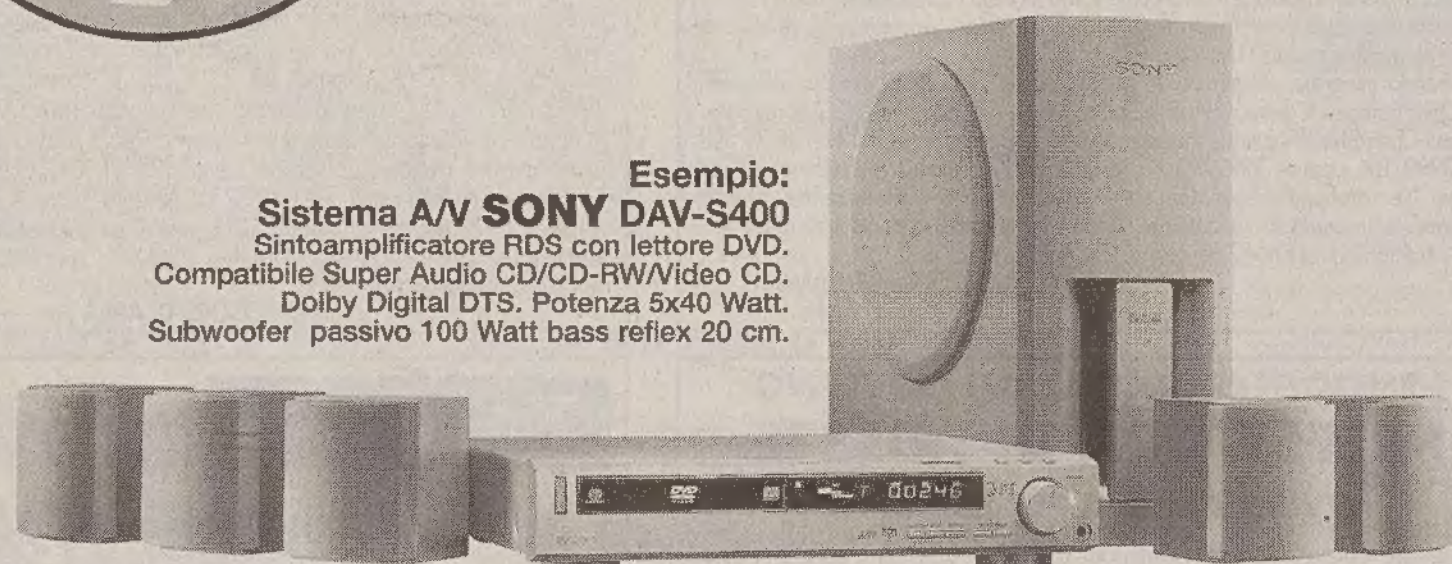 SONY
Esempio:
Sistema A/V SONY DAV-S400
Sintoamplificatore RDS con lettore DVD.
Compatibile Super Audio CD/CD-RW/Video CD.
Dolby Digital DTS. Potenza 5x40 Watt.
Subwoofer passivo 100 Watt bass reflex 20 cm.
DVD
00246